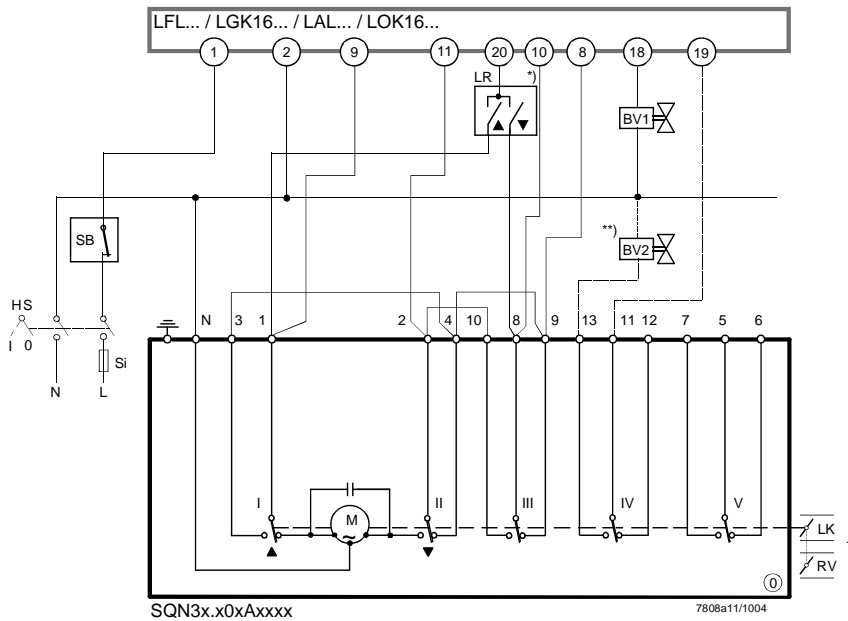 LFL... / LGK16... / LAL... / LOK16...
1 2 9 11 20 10 8 18 19
LR *)
BV1
SB
**)
BV2
HS
I 0
N 3 1 2 4 10 8 9 13 11 12 7 5 6
Si
N L
I II III IV V
M
~
LK
RV
0
SQN3x.x0xAxxxx
7808a11/1004